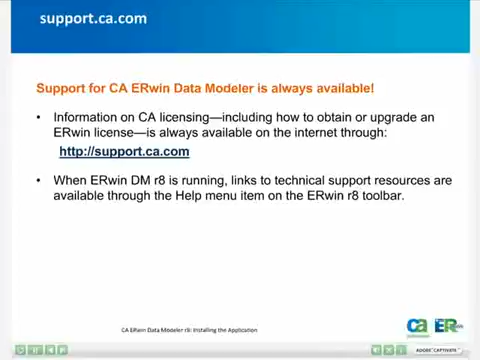 support.ca.com
Support for CA ERwin Data Modeler is always available!
• Information on CA licensing—including how to obtain or upgrade an
ERwin license—is always available on the internet through:
http://support.ca.com
• When ERwin DM r8 is running, links to technical support resources are
available through the Help menu item on the ERwin r8 toolbar.
CA ERwin Data Modeler r8: Installing the Application
ca
ERwin
ADOBE CAPTIVATE